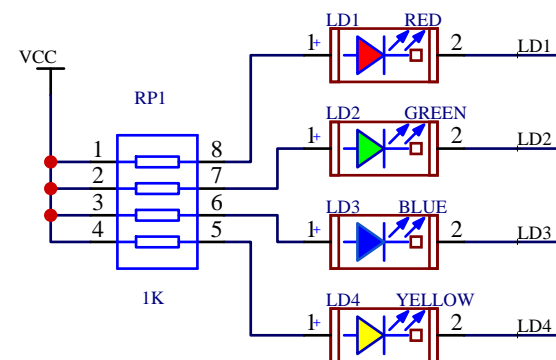 LD1 RED
1+ 2 LD1
VCC
RP1
LD2 GREEN
1+ 2 LD2
1 8
2 7
3 6
4 5
LD3 BLUE
1+ 2 LD3
1K
LD4 YELLOW
1+ 2 LD4